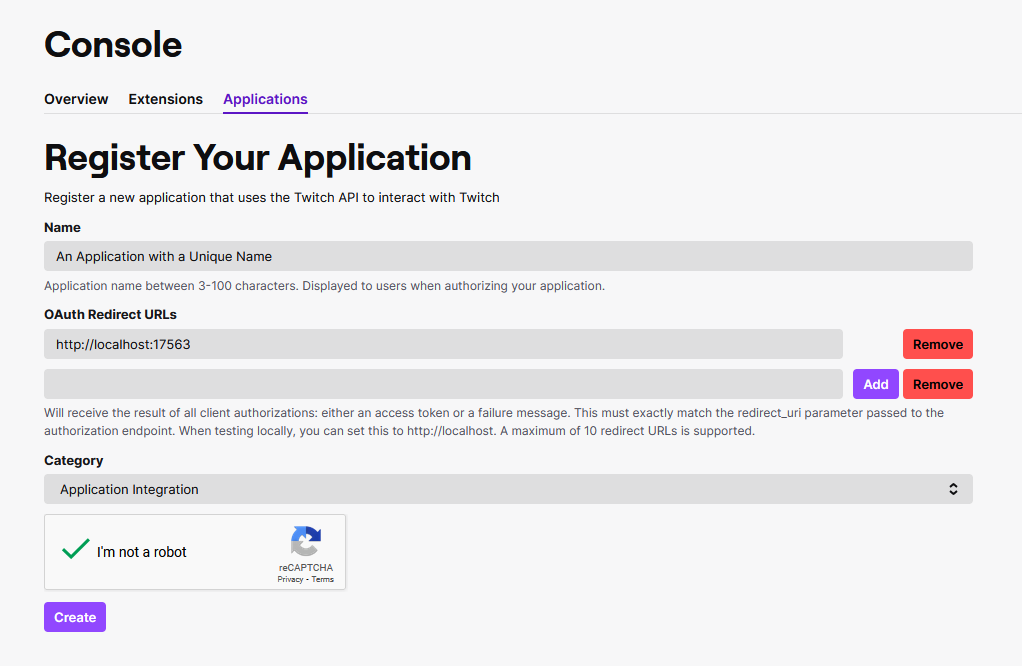 Console
Overview Extensions Applications
Register Your Application
Register a new application that uses the Twitch API to interact with Twitch
Name
An Application with a Unique Name
Application name between 3-100 characters. Displayed to users when authorizing your application.
OAuth Redirect URLs
http://localhost:17563 Remove
Add Remove
Will receive the result of all client authorizations: either an access token or a failure message. This must exactly match the redirect_uri parameter passed to the
authorization endpoint. When testing locally, you can set this to http://localhost. A maximum of 10 redirect URLs is supported.
Category
Application Integration
I'm not a robot
reCAPTCHA
Privacy - Terms
Create